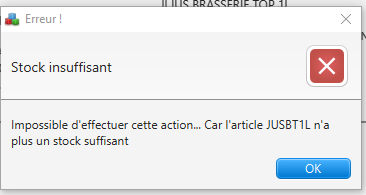 JUS BRASSERIE TOP 1L
Erreur !
Stock insuffisant
Impossible d'effectuer cette action... Car l'article JUSBT1L n'a
plus un stock suffisant
OK